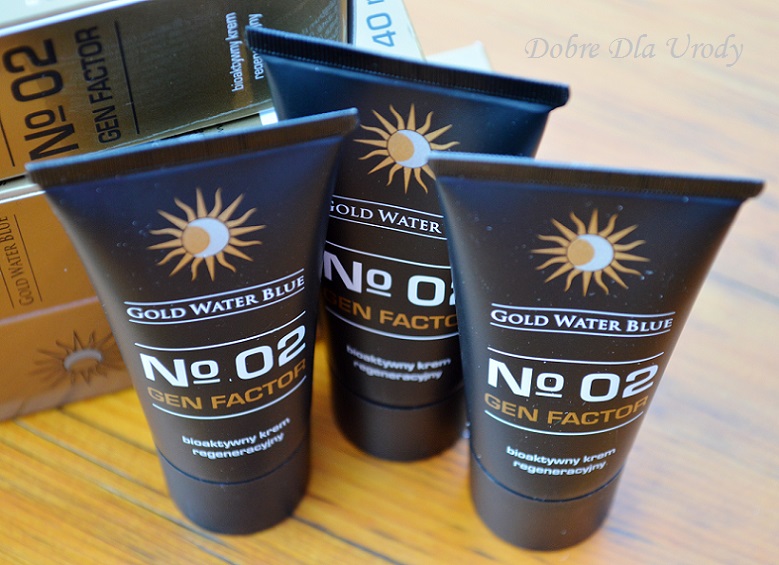 Dobre Dla Urody
No 02
GEN FACTOR
bioaktywny krem
40
GOLD WATER BLUE
GOLD WATER BLUE
No 02
GEN FACTOR
bioaktywny krem
regeneracyjny
GOLD WATER
No 02
GEN FACTOR
bioaktywny krem
regeneracyjny
GOLD WATER BLUE
No 02
GEN FACTOR
bioaktywny krem
regeneracyjny